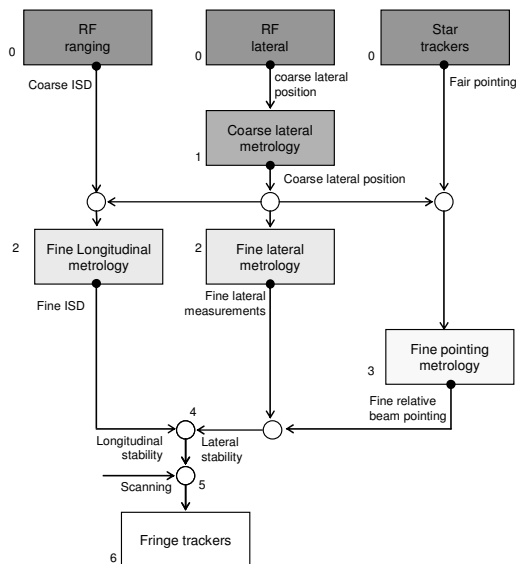 RF
ranging
0
RF
lateral
0
Star
trackers
0
Coarse ISD
coarse lateral
position
Fair pointing
Coarse lateral
metrology
1
Coarse lateral position
2
Fine Longitudinal
metrology
2
Fine lateral
metrology
Fine ISD
Fine lateral
measurements
Fine pointing
metrology
3
Fine relative
beam pointing
4
Longitudinal
stability
Lateral
stability
Scanning
5
Fringe trackers
6